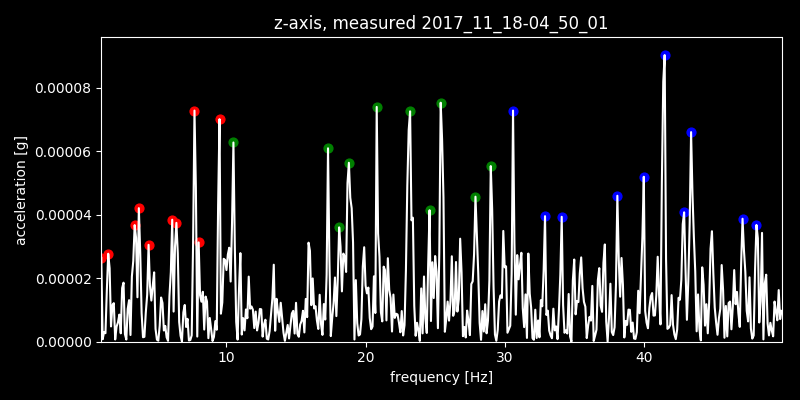 z-axis, measured 2017_11_18-04_50_01
acceleration [g]
0.00008
0.00006
0.00004
0.00002
0.00000
10 20 30 40
frequency [Hz]